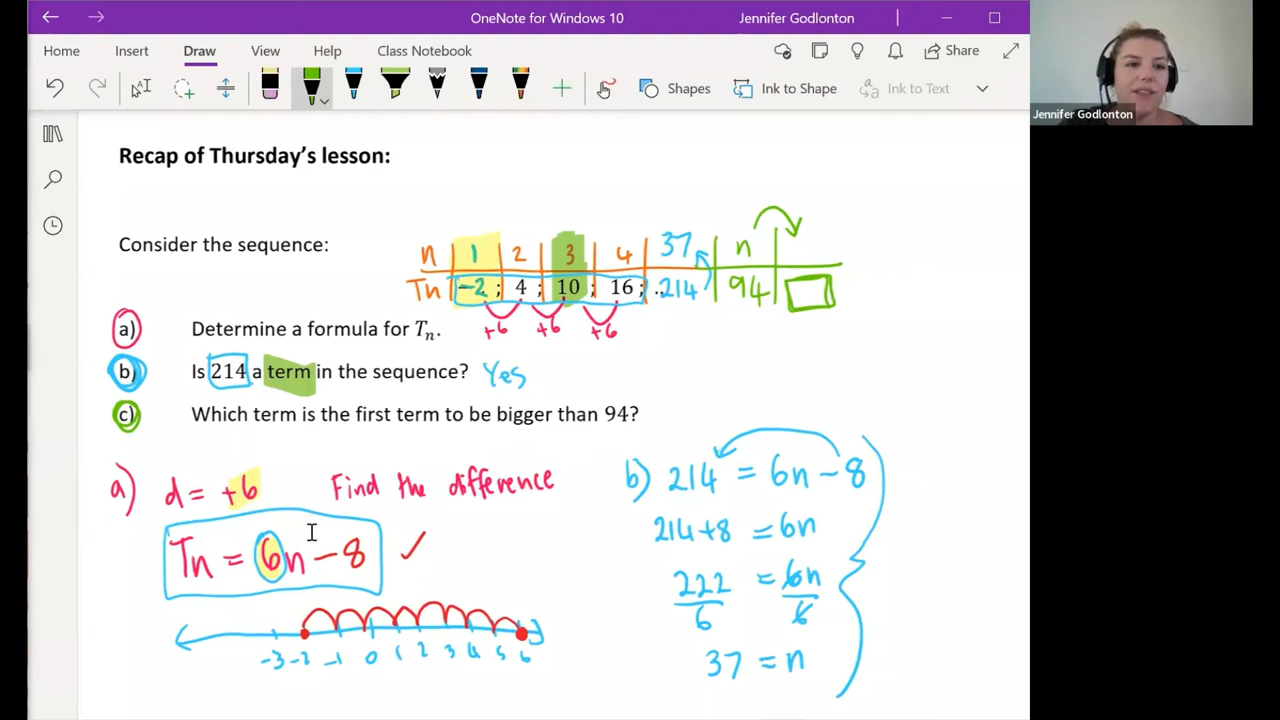 OneNote for Windows 10
Jennifer Godlonton
Home Insert Draw View Help Class Notebook
Share
Shapes Ink to Shape Ink to Text
Jennifer Godlonton
Recap of Thursday's lesson:
Consider the sequence:
n 1 2 3 4 37 n
Tn -2 ; 4 ; 10 ; 16 ; .. 214 94
+6 +6 +6
a) Determine a formula for Tn.
b) Is 214 a term in the sequence? Yes
c) Which term is the first term to be bigger than 94?
a) d = +6 Find the difference
Tn = 6n - 8 ✓
-3 -2 -1 0 1 2 3 4 5 6
b) 214 = 6n - 8
214 + 8 = 6n
222/6 = 6n/6
37 = n